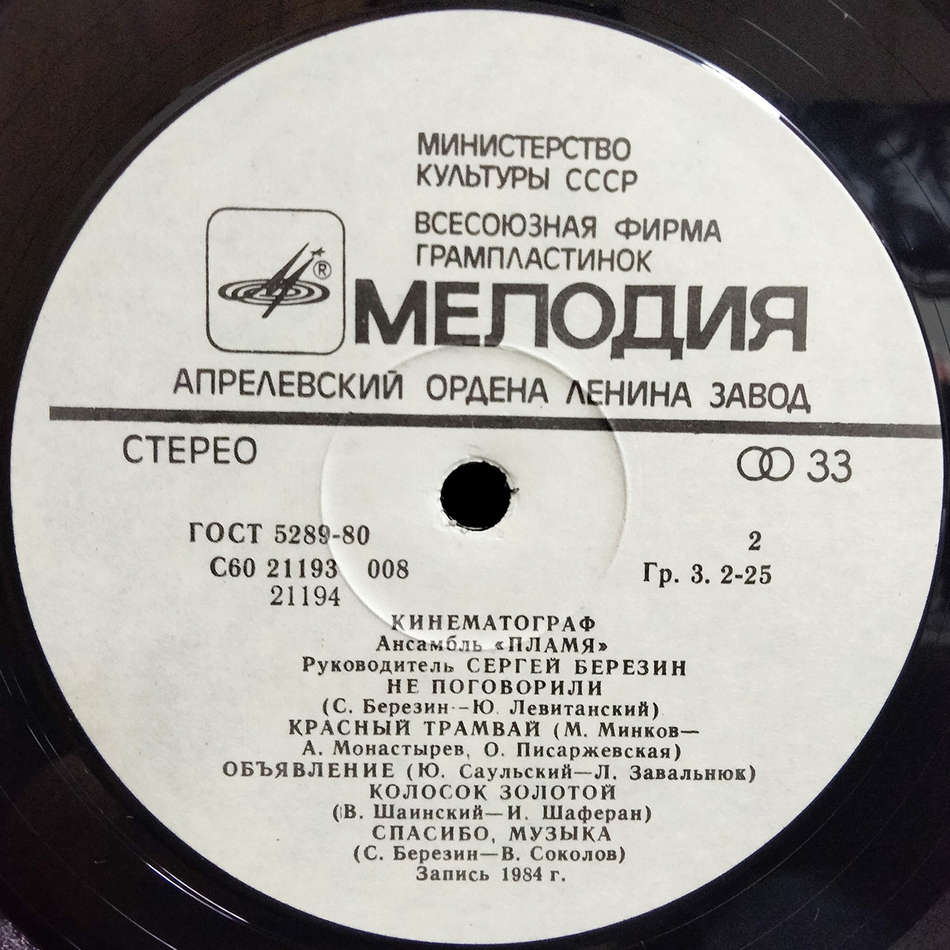 МИНИСТЕРСТВО
КУЛЬТУРЫ СССР
ВСЕСОЮЗНАЯ ФИРМА
ГРАМПЛАСТИНОК
®
МЕЛОДИЯ
АПРЕЛЕВСКИЙ ОРДЕНА ЛЕНИНА ЗАВОД
СТЕРЕО
33
ГОСТ 5289-80
2
С60 21193 008
Гр. 3. 2-25
21194
КИНЕМАТОГРАФ
Ансамбль «ПЛАМЯ»
Руководитель СЕРГЕЙ БЕРЕЗИН
НЕ ПОГОВОРИЛИ
(С. Березин--Ю. Левитанский)
КРАСНЫЙ ТРАМВАЙ (М. Минков—
А. Монастырев, О. Писаржевская)
ОБЪЯВЛЕНИЕ (Ю. Саульский—Л. Завальнюк)
КОЛОСОК ЗОЛОТОЙ
(В. Шаинский—И. Шаферан)
СПАСИБО, МУЗЫКА
(С. Березин—В. Соколов)
Запись 1984 г.